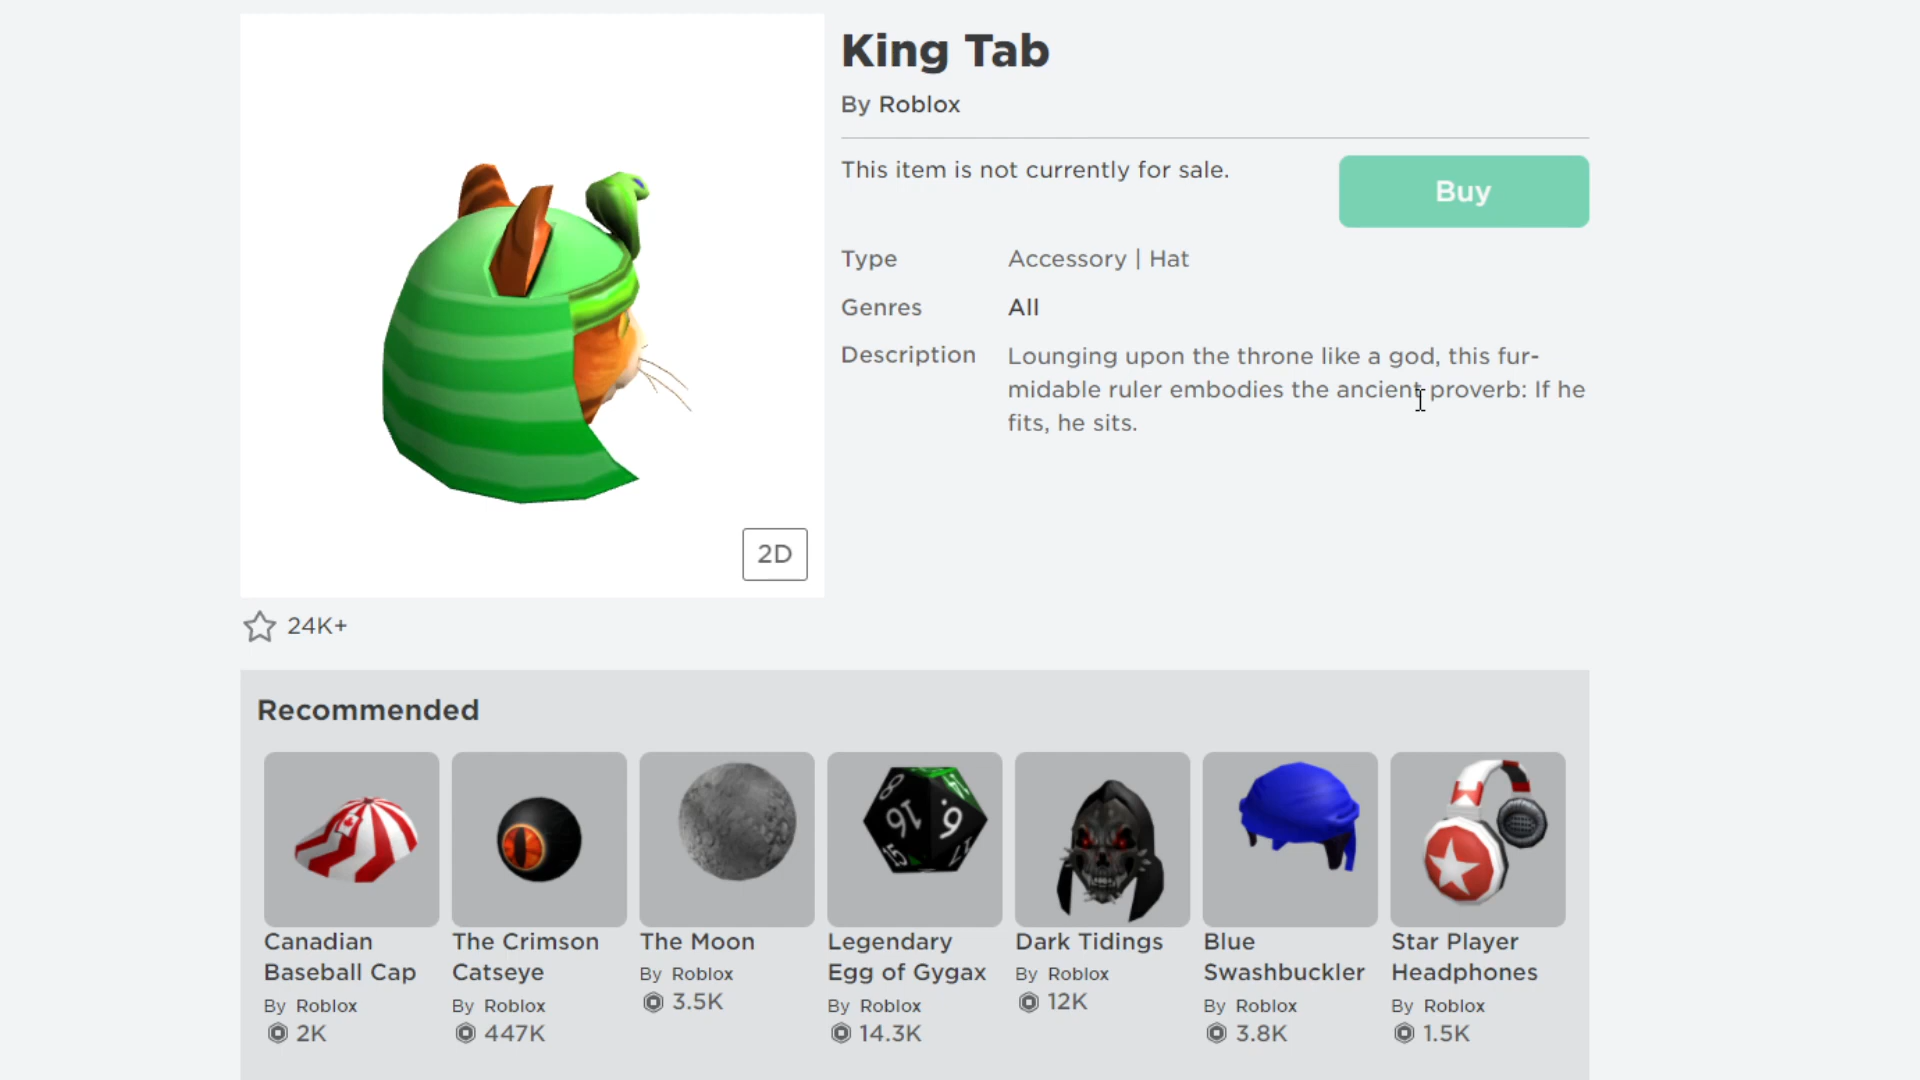 King Tab
By Roblox
This item is not currently for sale.
Buy
Type Accessory | Hat
Genres All
Description Lounging upon the throne like a god, this fur-
midable ruler embodies the ancient proverb: If he
fits, he sits.
2D
24K+
Recommended
8
16
9.
Canadian
Baseball Cap
By Roblox
2K
The Crimson
Catseye
By Roblox
447K
The Moon
By Roblox
3.5K
Legendary
Egg of Gygax
By Roblox
14.3K
Dark Tidings
By Roblox
12K
Blue
Swashbuckler
By Roblox
3.8K
Star Player
Headphones
By Roblox
1.5K